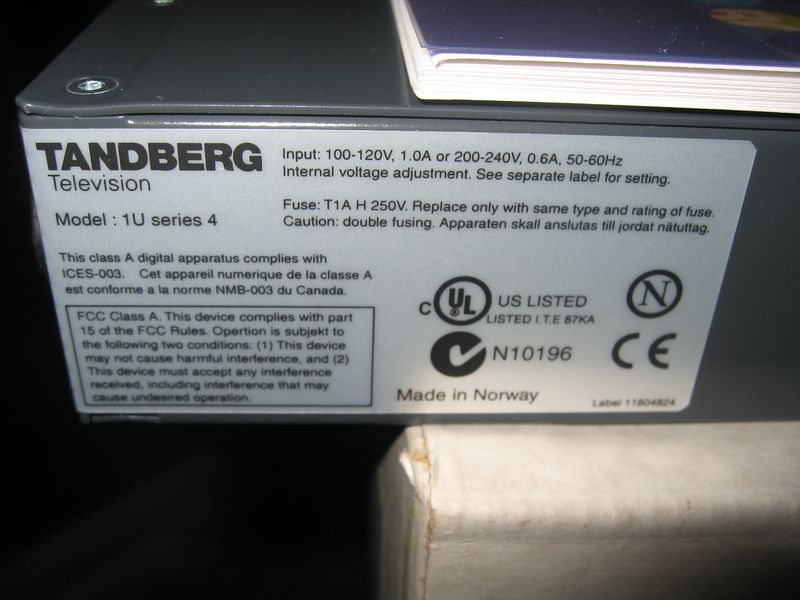 TANDBERG
Television
Model : 1U series 4
Input: 100-120V, 1.0A or 200-240V, 0.6A, 50-60Hz
Internal voltage adjustment. See separate label for setting.
Fuse: T1A H 250V. Replace only with same type and rating of fuse.
Caution: double fusing. Apparaten skall anslutas till jordat nätuttag.
This class A digital apparatus complies with
ICES-003. Cet appareil numerique de la classe A
est conforme a la norme NMB-003 du Canada.
FCC Class A. This device complies with part
15 of the FCC Rules. Opertion is subjekt to
the following two conditions: (1) This device
may not cause harmful interference, and (2)
This device must accept any interference
received, including interference that may
cause undesired operation.
C UL ® US LISTED
LISTED I.T.E 87KA
N
N10196
CE
Made in Norway
Label 11804824